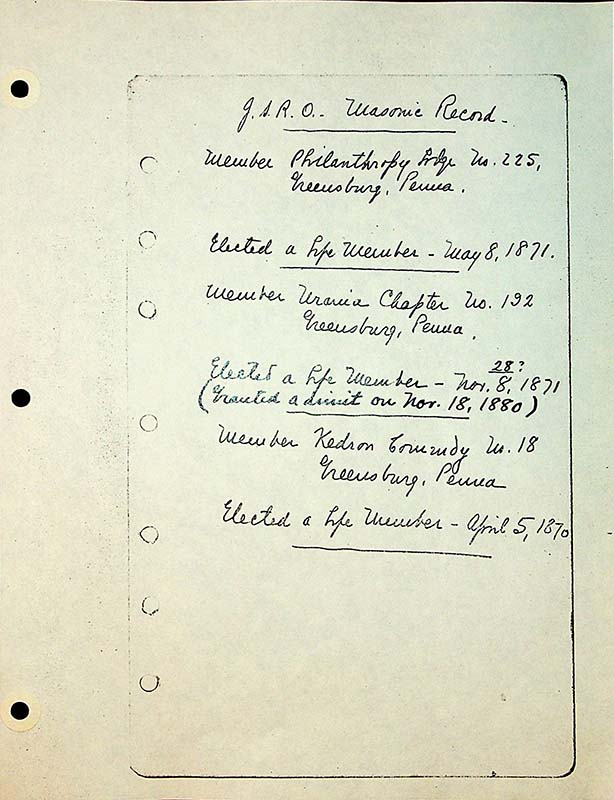 J.S.R.O. - Masonic Record -
Member Philanthropy Lodge No. 225,
Greensburg, Penna.
Elected a Life Member - May 8, 1871.
Member Urania Chapter No. 192
Greensburg, Penna.
28?
Elected a Life Member - Nov. 8, 1871
(Granted a dimit on Nov. 18, 1880)
Member Kedron Commdy No. 18
Greensburg, Penna
Elected a Life Member - April 5, 1870